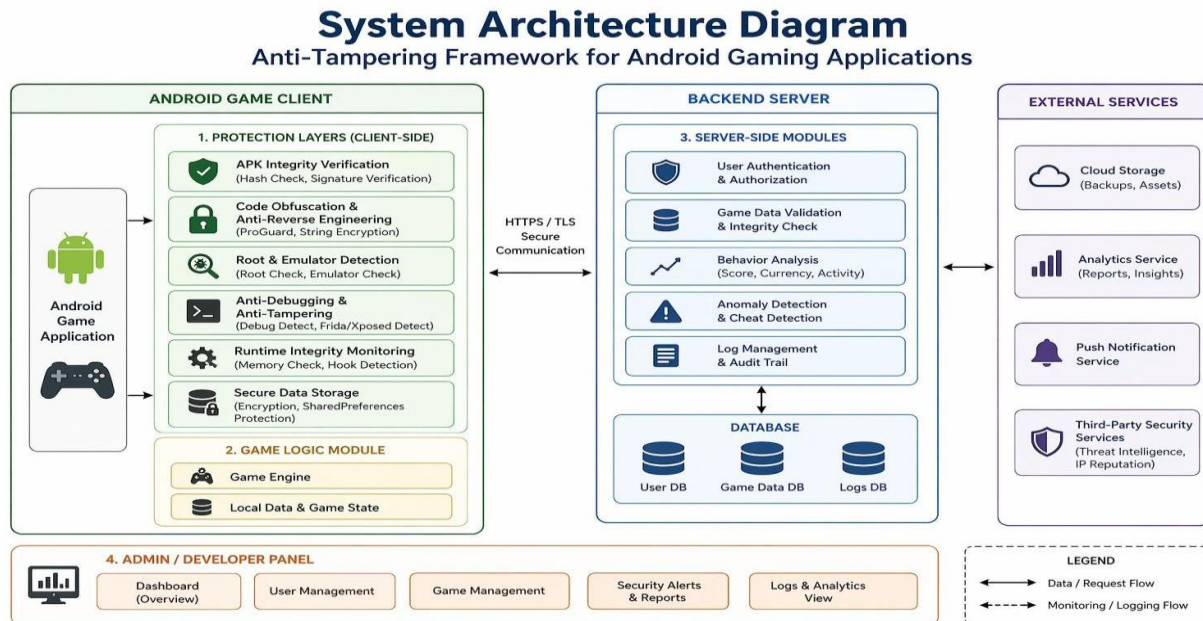 System Architecture Diagram
Anti-Tampering Framework for Android Gaming Applications
ANDROID GAME CLIENT
Android
Game
Application
1. PROTECTION LAYERS (CLIENT-SIDE)
APK Integrity Verification
(Hash Check, Signature Verification)
Code Obfuscation &
Anti-Reverse Engineering
(ProGuard, String Encryption)
Root & Emulator Detection
(Root Check, Emulator Check)
Anti-Debugging &
Anti-Tampering
(Debug Detect, Frida/Xposed Detect)
Runtime Integrity Monitoring
(Memory Check, Hook Detection)
Secure Data Storage
(Encryption, SharedPreferences
Protection)
2. GAME LOGIC MODULE
Game Engine
Local Data & Game State
HTTPS / TLS
Secure
Communication
BACKEND SERVER
3. SERVER-SIDE MODULES
User Authentication
& Authorization
Game Data Validation
& Integrity Check
Behavior Analysis
(Score, Currency, Activity)
Anomaly Detection
& Cheat Detection
Log Management
& Audit Trail
DATABASE
User DB
Game Data DB
Logs DB
EXTERNAL SERVICES
Cloud Storage
(Backups, Assets)
Analytics Service
(Reports, Insights)
Push Notification
Service
Third-Party Security
Services
(Threat Intelligence,
IP Reputation)
4. ADMIN / DEVELOPER PANEL
Dashboard
(Overview)
User Management
Game Management
Security Alerts
& Reports
Logs & Analytics
View
LEGEND
Data / Request Flow
Monitoring / Logging Flow